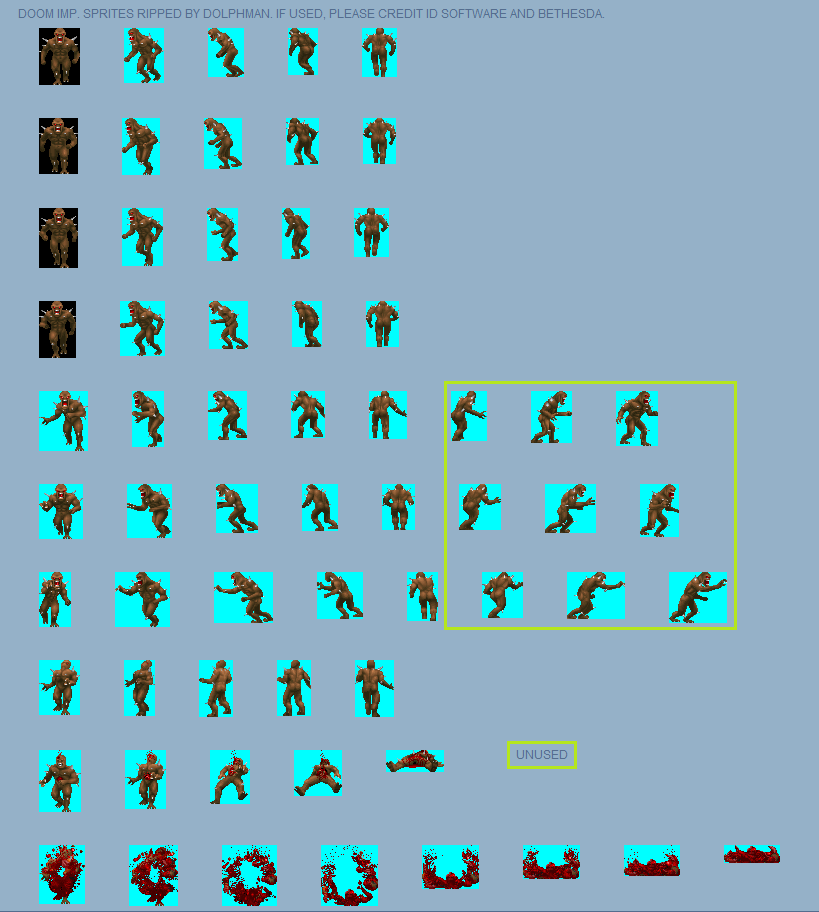 DOOM IMP. SPRITES RIPPED BY DOLPHMAN. IF USED, PLEASE CREDIT ID SOFTWARE AND BETHESDA.
UNUSED